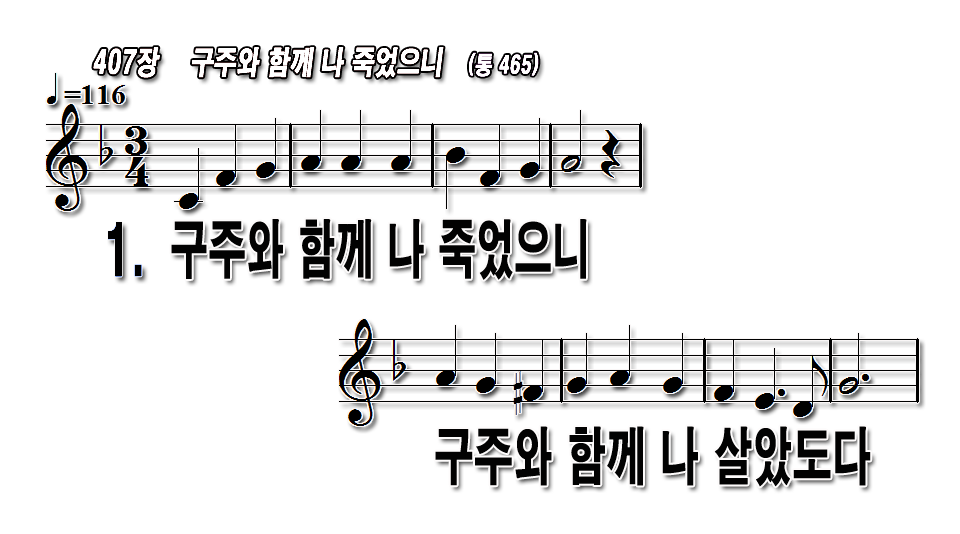 407장 구주와 함께 나 죽었으니 (통 465)
♩=116
3
4
1. 구주와 함께 나 죽었으니
구주와 함께 나 살았도다